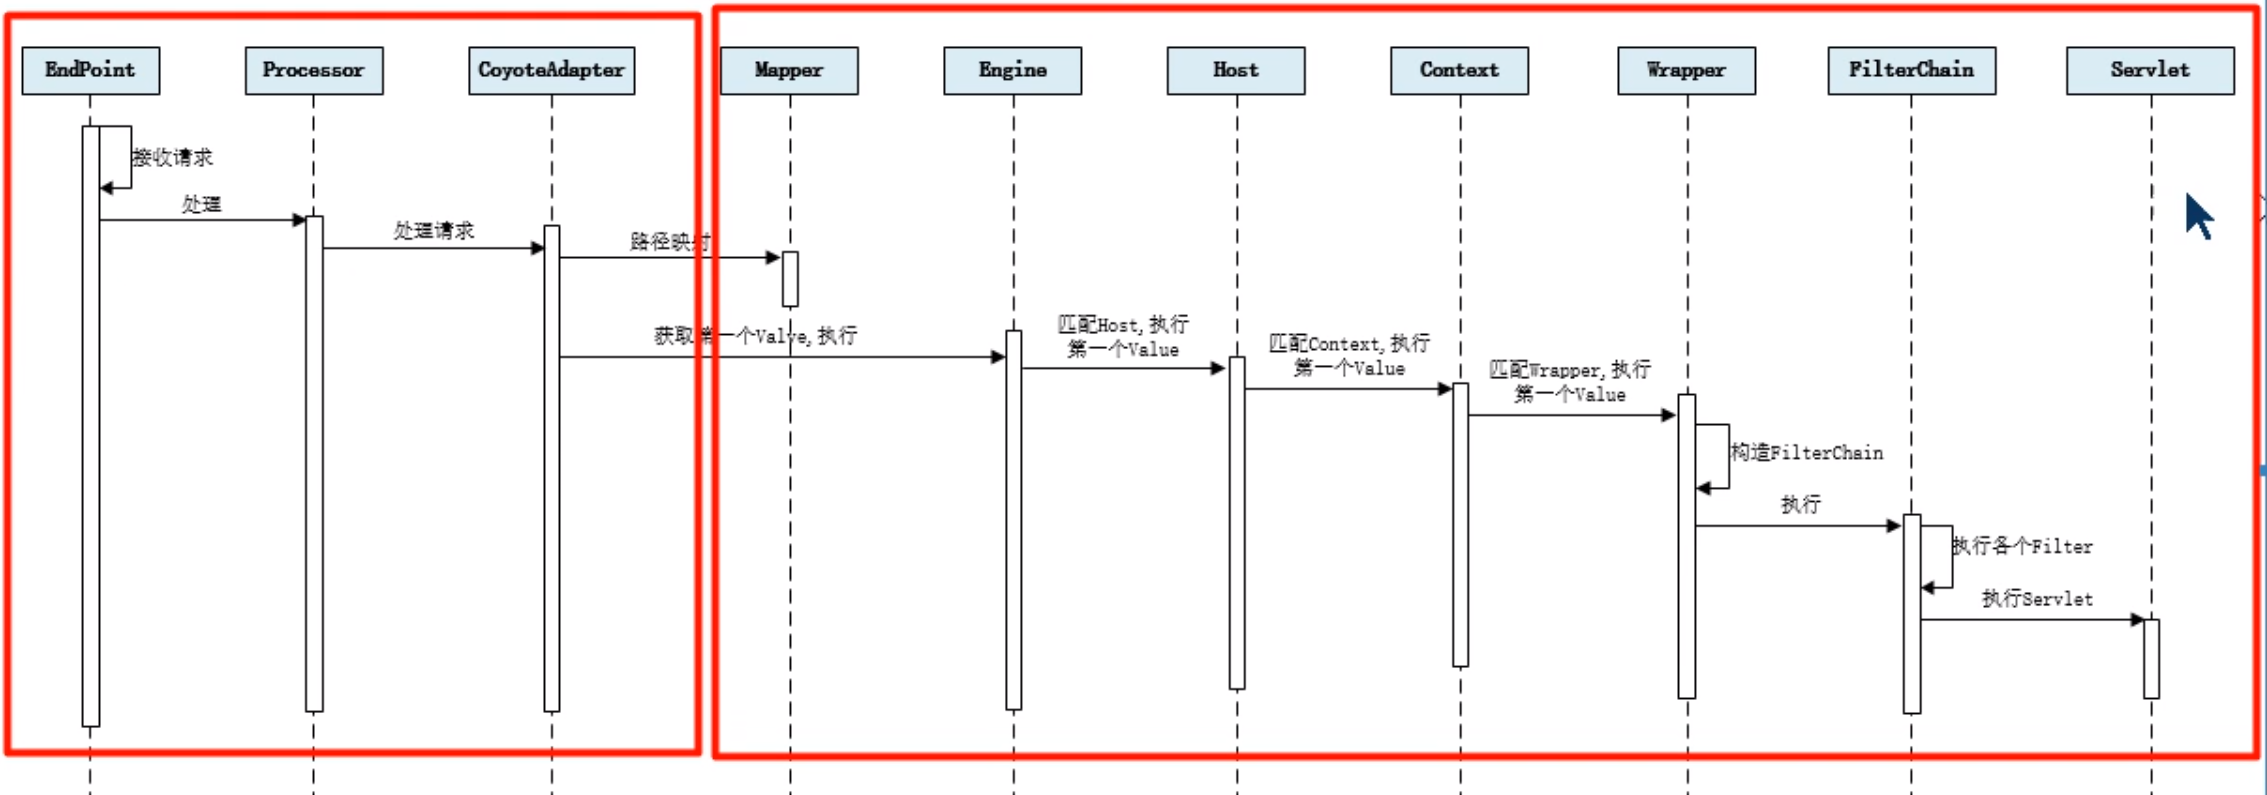 EndPoint
Processor
CoyoteAdapter
Mapper
Engine
Host
Context
Wrapper
FilterChain
Servlet
接收请求
处理
处理请求
路径映射
获取第一个Valve,执行
匹配Host,执行
第一个Value
匹配Context,执行
第一个Value
匹配Wrapper,执行
第一个Value
构造FilterChain
执行
执行各个Filter
执行Servlet